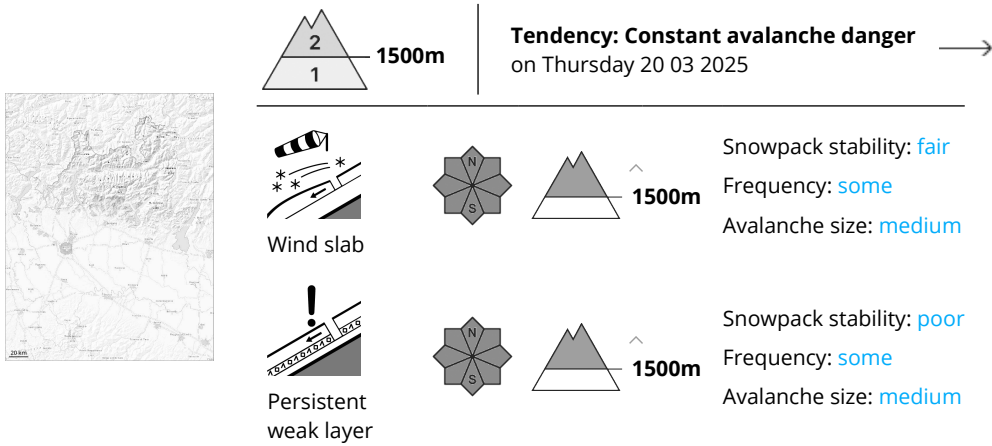 2
1
1500m
Tendency: Constant avalanche danger
on Thursday 20 03 2025
20 km
Wind slab
N
S
1500m
Snowpack stability: fair
Frequency: some
Avalanche size: medium
Persistent
weak layer
N
S
1500m
Snowpack stability: poor
Frequency: some
Avalanche size: medium